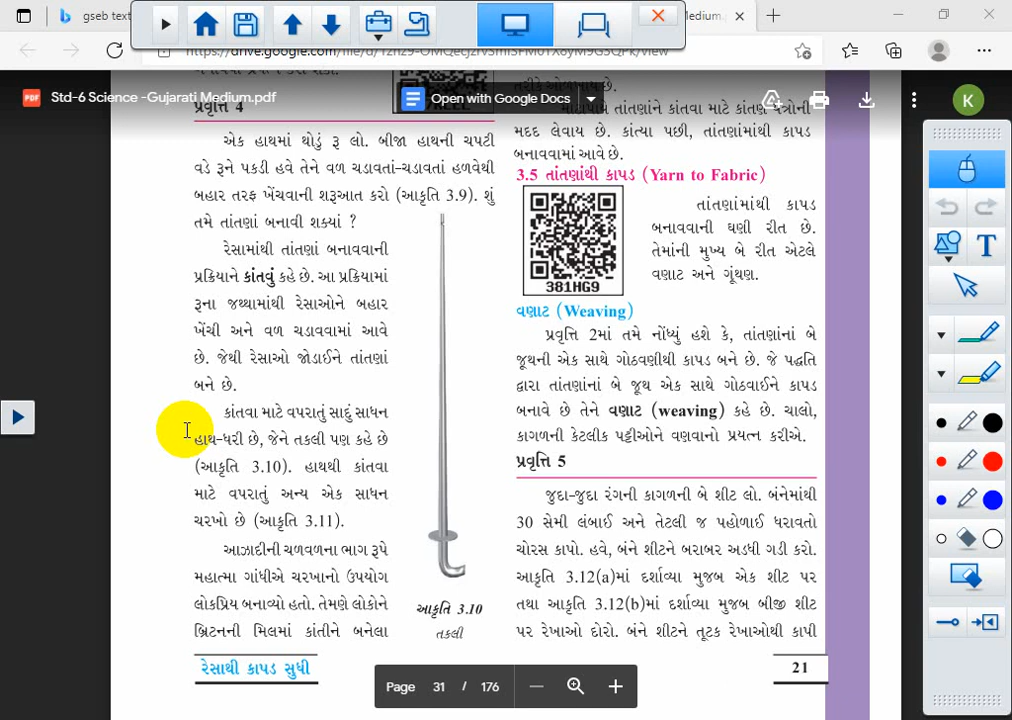 gseb text
Medium.
https://drive.google.com/file/d/
/view
Std-6 Science -Gujarati Medium.pdf
Open with Google Docs
K
પ્રવૃત્તિ 4
એક હાથમાં થોડું રૂ લો. બીજા હાથની ચપટી
વડે રૂને પકડી હવે તેને વળ ચડાવતાં-ચડાવતાં હળવેથી
બહાર તરફ ખેંચવાની શરૂઆત કરો (આકૃતિ 3.9). શું
તમે તાંતણાં બનાવી શક્યાં ?
રેસામાંથી તાંતણાં બનાવવાની
પ્રક્રિયાને કાંતવું કહે છે. આ પ્રક્રિયામાં
રૂના જથ્થામાંથી રેસાઓને બહાર
ખેંચી અને વળ ચડાવવામાં આવે
છે. જેથી રેસાઓ જોડાઈને તાંતણાં
બને છે.
કાંતવા માટે વપરાતું સાદું સાધન
હાથ-ધરી છે, જેને તકલી પણ કહે છે
(આકૃતિ 3.10). હાથથી કાંતવા
માટે વપરાતું અન્ય એક સાધન
ચરખો છે (આકૃતિ 3.11).
આઝાદીની ચળવળના ભાગ રૂપે
મહાત્મા ગાંધીએ ચરખાનો ઉપયોગ
લોકપ્રિય બનાવ્યો હતો. તેમણે લોકોને
બ્રિટનની મિલમાં કાંતીને બનેલા
આકૃતિ 3.10
તકલી
તરીકે ઓળખાય છે.
તાંતણાંને કાંતવા માટે કાંતણ યંત્રોની
મદદ લેવાય છે. કાંત્યા પછી, તાંતણાંમાંથી કાપડ
બનાવવામાં આવે છે.
3.5 તાંતણાંથી કાપડ (Yarn to Fabric)
381HG9
તાંતણાંમાંથી કાપડ
બનાવવાની ઘણી રીત છે.
તેમાંની મુખ્ય બે રીત એટલે
વણાટ અને ગૂંથણ.
વણાટ (Weaving)
પ્રવૃત્તિ 2માં તમે નોંધ્યું હશે કે, તાંતણાંનાં બે
જૂથની એક સાથે ગોઠવણીથી કાપડ બને છે. જે પદ્ધતિ
દ્વારા તાંતણાંનાં બે જૂથ એક સાથે ગોઠવાઈને કાપડ
બનાવે છે તેને વણાટ (weaving) કહે છે. ચાલો,
કાગળની કેટલીક પટ્ટીઓને વણવાનો પ્રયત્ન કરીએ.
પ્રવૃત્તિ 5
જુદા-જુદા રંગની કાગળની બે શીટ લો. બંનેમાંથી
30 સેમી લંબાઈ અને તેટલી જ પહોળાઈ ધરાવતો
ચોરસ કાપો. હવે, બંને શીટને બરાબર અડધી ગડી કરો.
આકૃતિ 3.12(a)માં દર્શાવ્યા મુજબ એક શીટ પર
તથા આકૃતિ 3.12(b)માં દર્શાવ્યા મુજબ બીજી શીટ
પર રેખાઓ દોરો. બંને શીટને તૂટક રેખાઓથી કાપી
રેસાથી કાપડ સુધી
21
Page 31 / 176
T